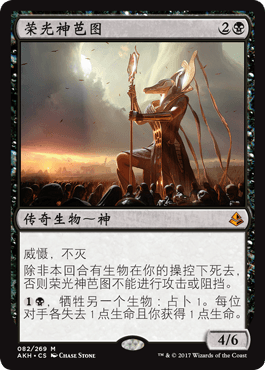 荣光神芭图 2
传奇生物~神
威慑，不灭
除非本回合有生物在你的操控下死去，
否则荣光神芭图不能进行攻击或阻挡。
1，牺牲另一个生物：占卜1。每位
对手各失去1点生命且你获得1点生命。
4/6
082/269 M
AKH • CS CHASE STONE
™ & © 2017 Wizards of the Coast